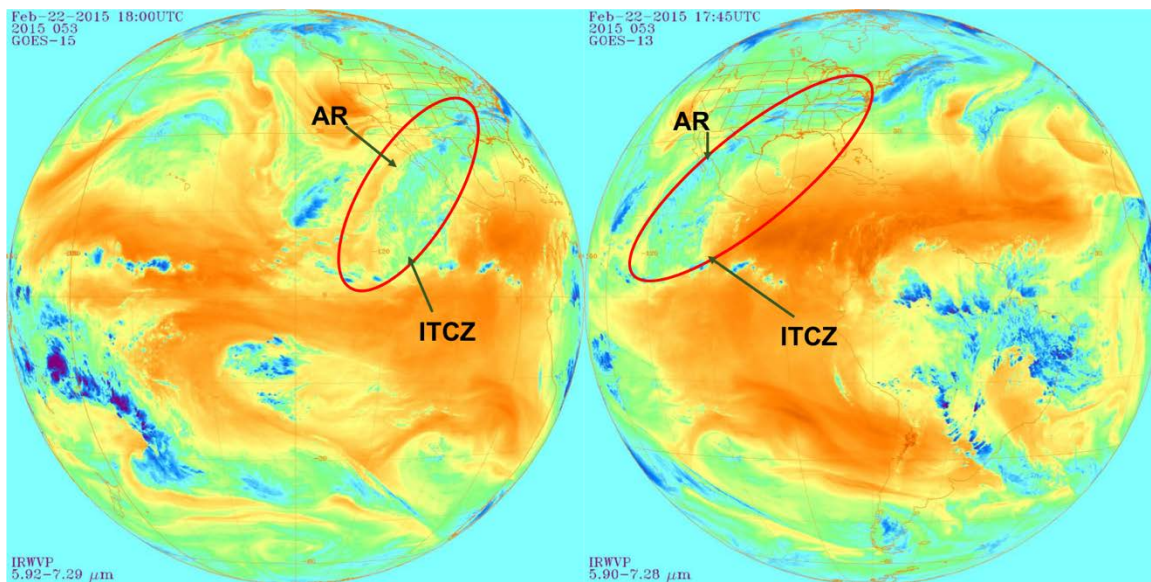 Feb-22-2015 18:00UTC
2015 053
GOES-15
AR
ITCZ
-120
IRWVP
5.92-7.29 μm
Feb-22-2015 17:45UTC
2015 053
GOES-13
AR
ITCZ
IRWVP
5.90-7.28 μm